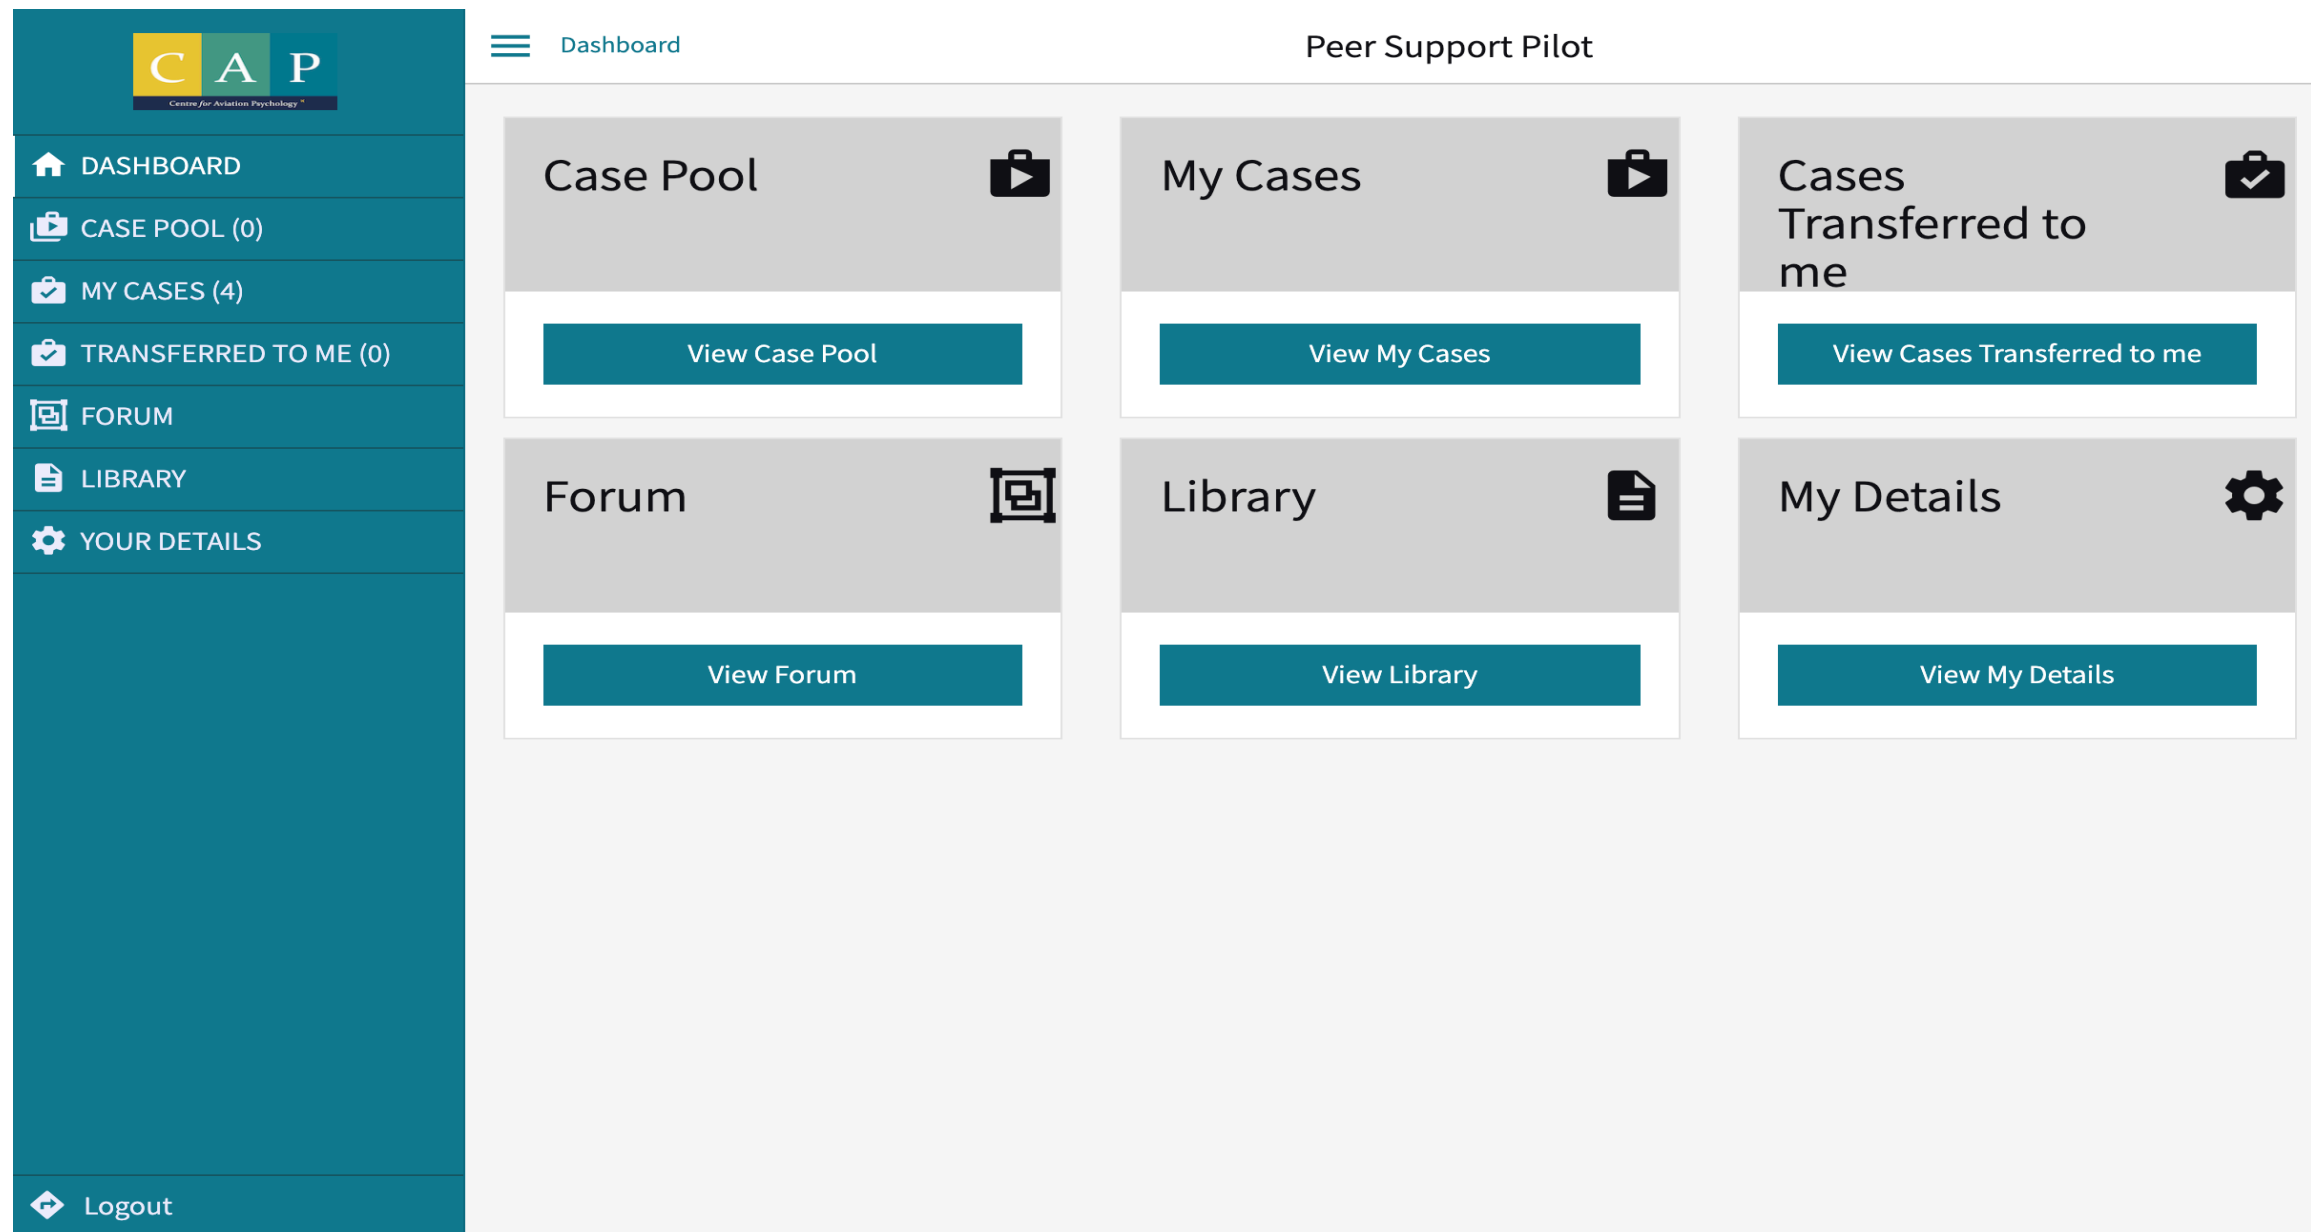 C A P
Centre for Aviation Psychology
DASHBOARD
CASE POOL (0)
MY CASES (4)
TRANSFERRED TO ME (0)
FORUM
LIBRARY
YOUR DETAILS
Logout
Dashboard
Peer Support Pilot
Case Pool
View Case Pool
My Cases
View My Cases
Cases
Transferred to
me
View Cases Transferred to me
Forum
View Forum
Library
View Library
My Details
View My Details